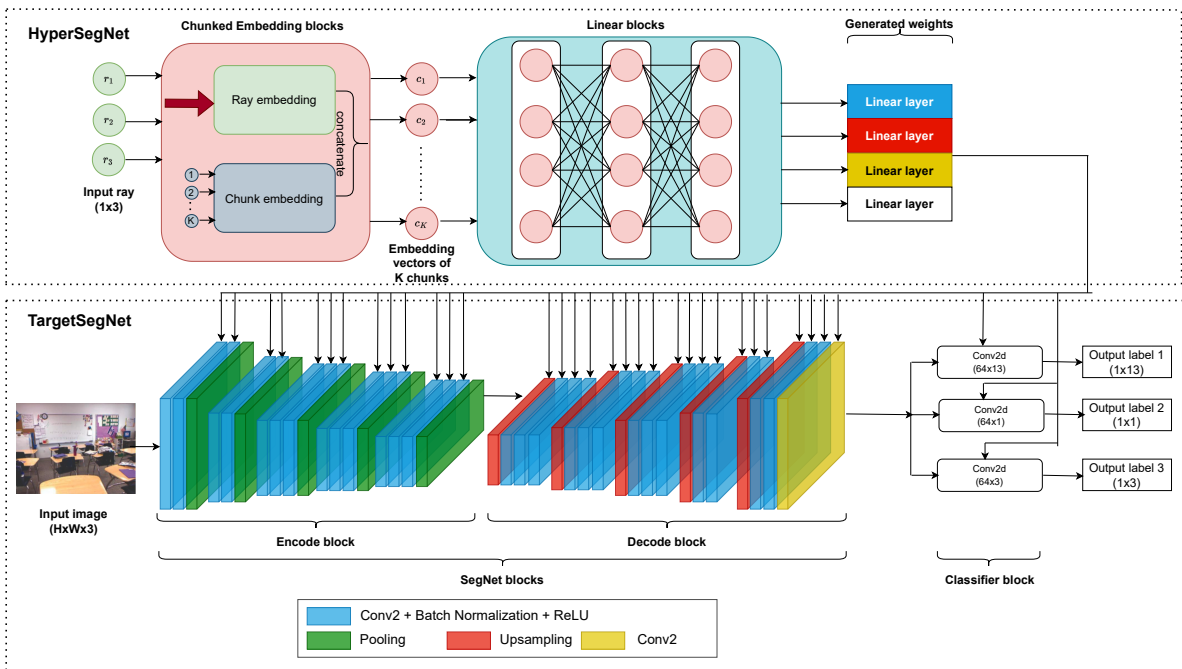 HyperSegNet
Chunked Embedding blocks
Linear blocks
Generated weights
r1
r2
r3
Input ray
(1x3)
Ray embedding
concatenate
1
2
K
Chunk embedding
c1
c2
cK
Embedding
vectors of
K chunks
Linear layer
Linear layer
Linear layer
Linear layer
TargetSegNet
Input image
(HxWx3)
Conv2d
(64x13)
Conv2d
(64x1)
Conv2d
(64x3)
Output label 1
(1x13)
Output label 2
(1x1)
Output label 3
(1x3)
Encode block
Decode block
SegNet blocks
Classifier block
Conv2 + Batch Normalization + ReLU
Pooling
Upsampling
Conv2